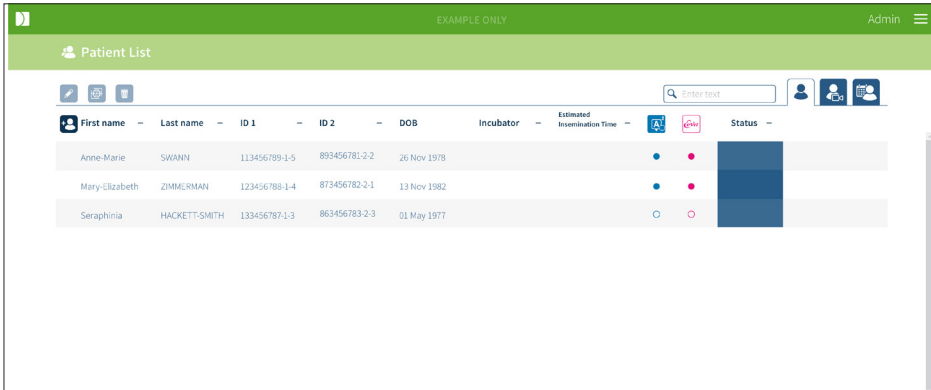 EXAMPLE ONLY
Admin
Patient List
Enter text
First name – Last name – ID 1 – ID 2 – DOB Incubator – Estimated Insemination Time – A Status –
Anne-Marie SWANN 113456789-1-5 893456781-2-2 26 Nov 1978
Mary-Elizabeth ZIMMERMAN 123456788-1-4 873456782-2-1 13 Nov 1982
Seraphinia HACKETT-SMITH 133456787-1-3 863456783-2-3 01 May 1977